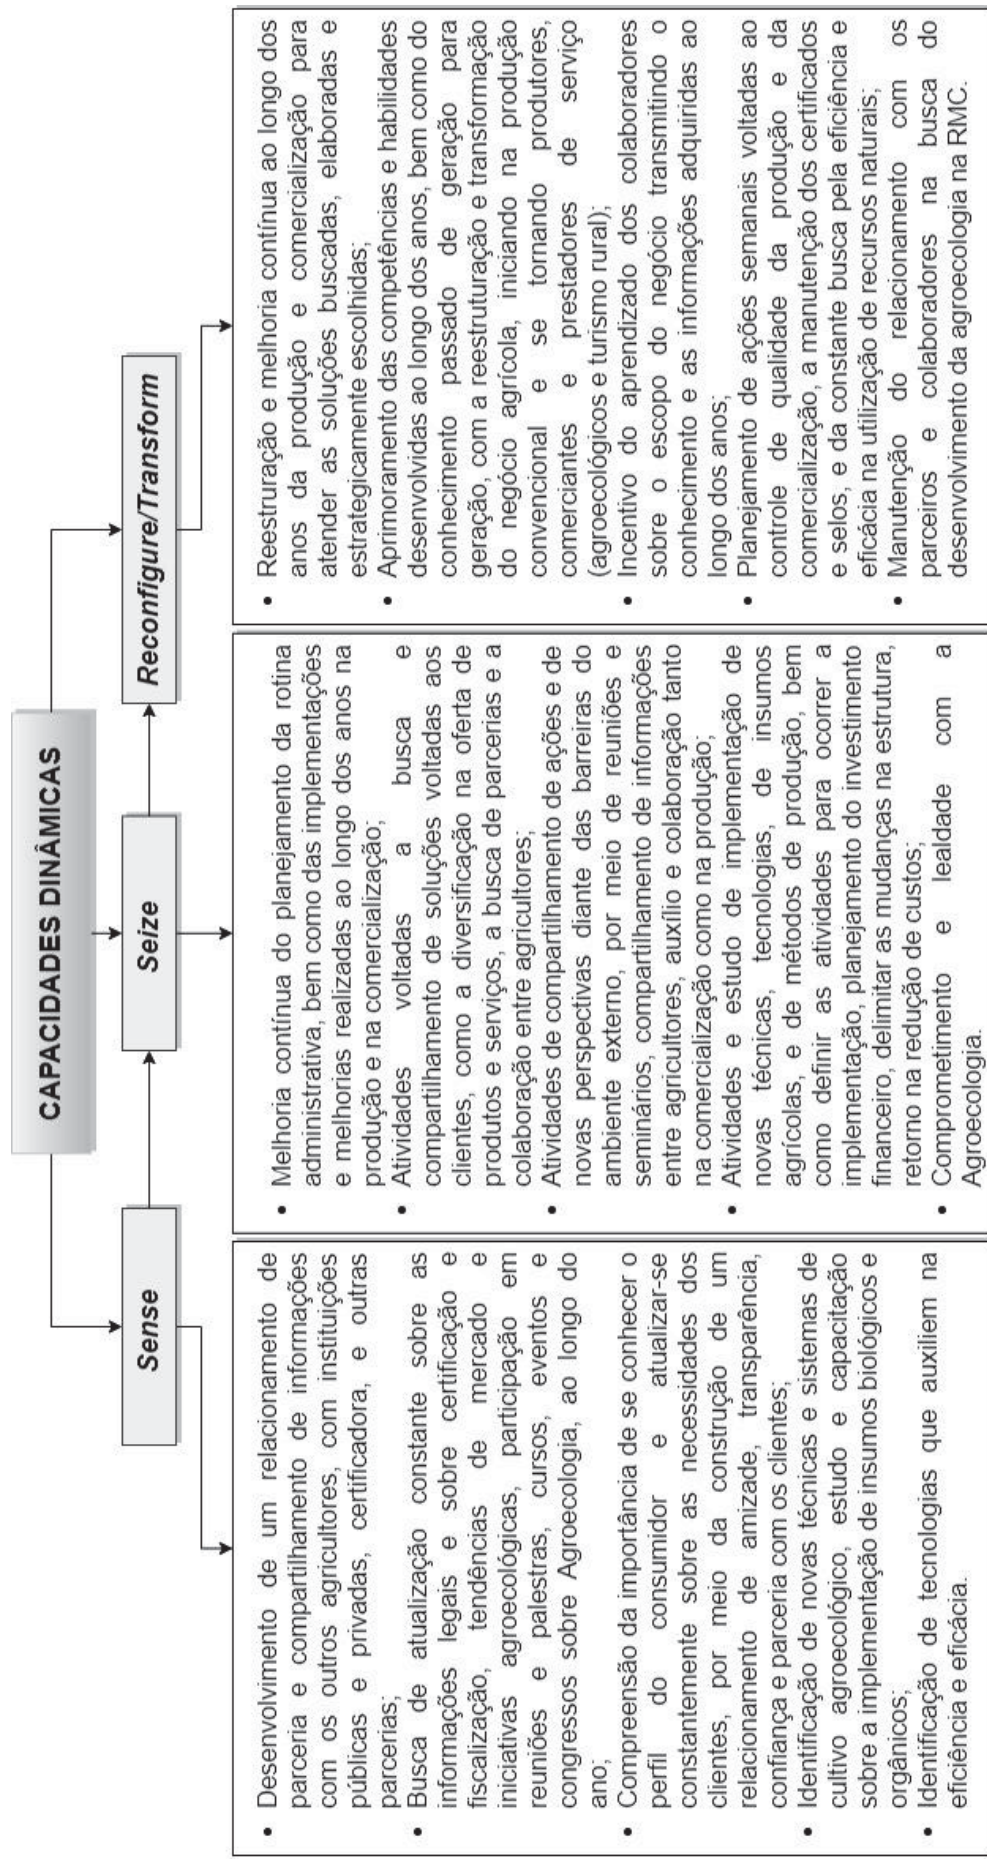 CAPACIDADES DINÂMICAS
Sense
Seize
Reconfigure/Transform
• Desenvolvimento de um relacionamento de
parceria e compartilhamento de informações
com os outros agricultores, com instituições
públicas e privadas, certificadora, e outras
parcerias;
• Busca de atualização constante sobre as
informações legais e sobre certificação e
fiscalização, tendências de mercado e
iniciativas agroecológicas, participação em
reuniões e palestras, cursos, eventos e
congressos sobre Agroecologia, ao longo do
ano;
• Compreensão da importância de se conhecer o
perfil do consumidor e atualizar-se
constantemente sobre as necessidades dos
clientes, por meio da construção de um
relacionamento de amizade, transparência,
confiança e parceria com os clientes;
• Identificação de novas técnicas e sistemas de
cultivo agroecológico, estudo e capacitação
sobre a implementação de insumos biológicos e
orgânicos;
• Identificação de tecnologias que auxiliem na
eficiência e eficácia.
• Melhoria contínua do planejamento da rotina
administrativa, bem como das implementações
e melhorias realizadas ao longo dos anos na
produção e na comercialização;
• Atividades voltadas a busca e
compartilhamento de soluções voltadas aos
clientes, como a diversificação na oferta de
produtos e serviços, a busca de parcerias e a
colaboração entre agricultores;
• Atividades de compartilhamento de ações e de
novas perspectivas diante das barreiras do
ambiente externo, por meio de reuniões e
seminários, compartilhamento de informações
entre agricultores, auxílio e colaboração tanto
na comercialização como na produção;
• Atividades e estudo de implementação de
novas técnicas, tecnologias, de insumos
agrícolas, e de métodos de produção, bem
como definir as atividades para ocorrer a
implementação, planejamento do investimento
financeiro, delimitar as mudanças na estrutura,
retorno na redução de custos;
• Comprometimento e lealdade com a
Agroecologia.
• Reestruturação e melhoria contínua ao longo dos
anos da produção e comercialização para
atender as soluções buscadas, elaboradas e
estrategicamente escolhidas;
• Aprimoramento das competências e habilidades
desenvolvidas ao longo dos anos, bem como do
conhecimento passado de geração para
geração, com a reestruturação e transformação
do negócio agrícola, iniciando na produção
convencional e se tornando produtores,
comerciantes e prestadores de serviço
(agroecológicos e turismo rural);
• Incentivo do aprendizado dos colaboradores
sobre o escopo do negócio transmitindo o
conhecimento e as informações adquiridas ao
longo dos anos;
• Planejamento de ações semanais voltadas ao
controle de qualidade da produção e da
comercialização, a manutenção dos certificados
e selos, e da constante busca pela eficiência e
eficácia na utilização de recursos naturais;
• Manutenção do relacionamento com os
parceiros e colaboradores na busca do
desenvolvimento da agroecologia na RMC.